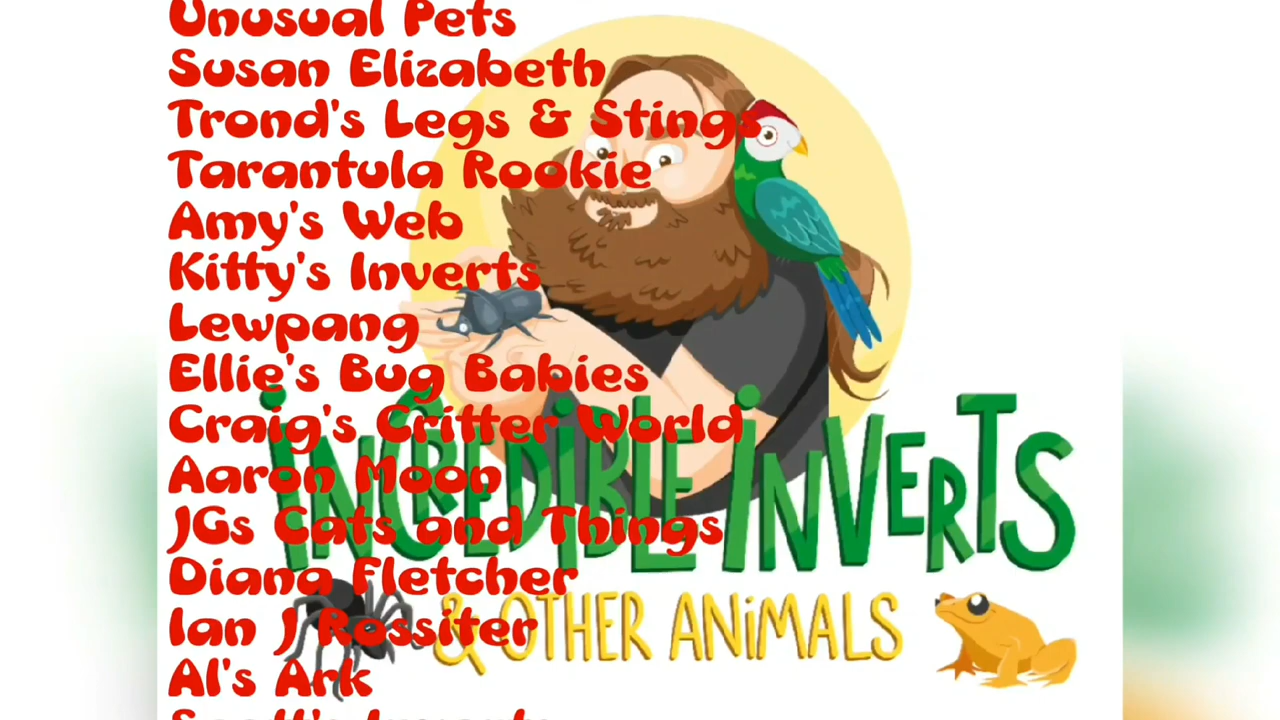 Unusual Pets
Susan Elizabeth
Trond's Legs & Stings
Tarantula Rookie
Amy's Web
Kitty's Inverts
Lewpang
Ellie's Bug Babies
Craig's Critter World
Aaron Moon
JGs Cats and Things
Diana Fletcher
Ian J Rossiter
Al's Ark
iNCREDiBLE iNVERTS
& OTHER ANiMALS